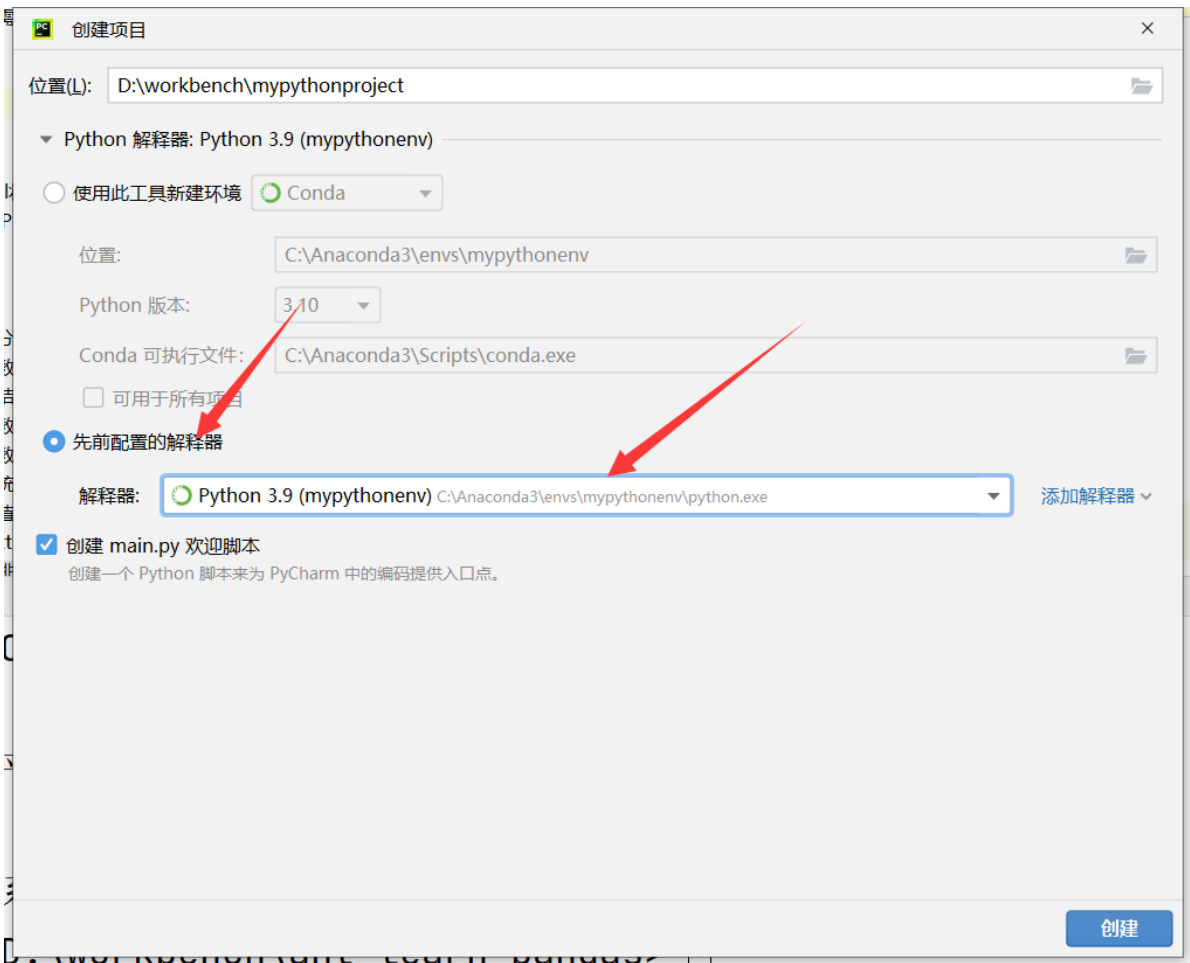 PC
创建项目
位置(L):
D:\workbench\mypythonproject
Python 解释器: Python 3.9 (mypythonenv)
使用此工具新建环境
Conda
位置:
C:\Anaconda3\envs\mypythonenv
Python 版本:
3.10
Conda 可执行文件:
C:\Anaconda3\Scripts\conda.exe
可用于所有项目
先前配置的解释器
解释器:
Python 3.9 (mypythonenv) C:\Anaconda3\envs\mypythonenv\python.exe
添加解释器
创建 main.py 欢迎脚本
创建一个 Python 脚本来为 PyCharm 中的编码提供入口点。
创建